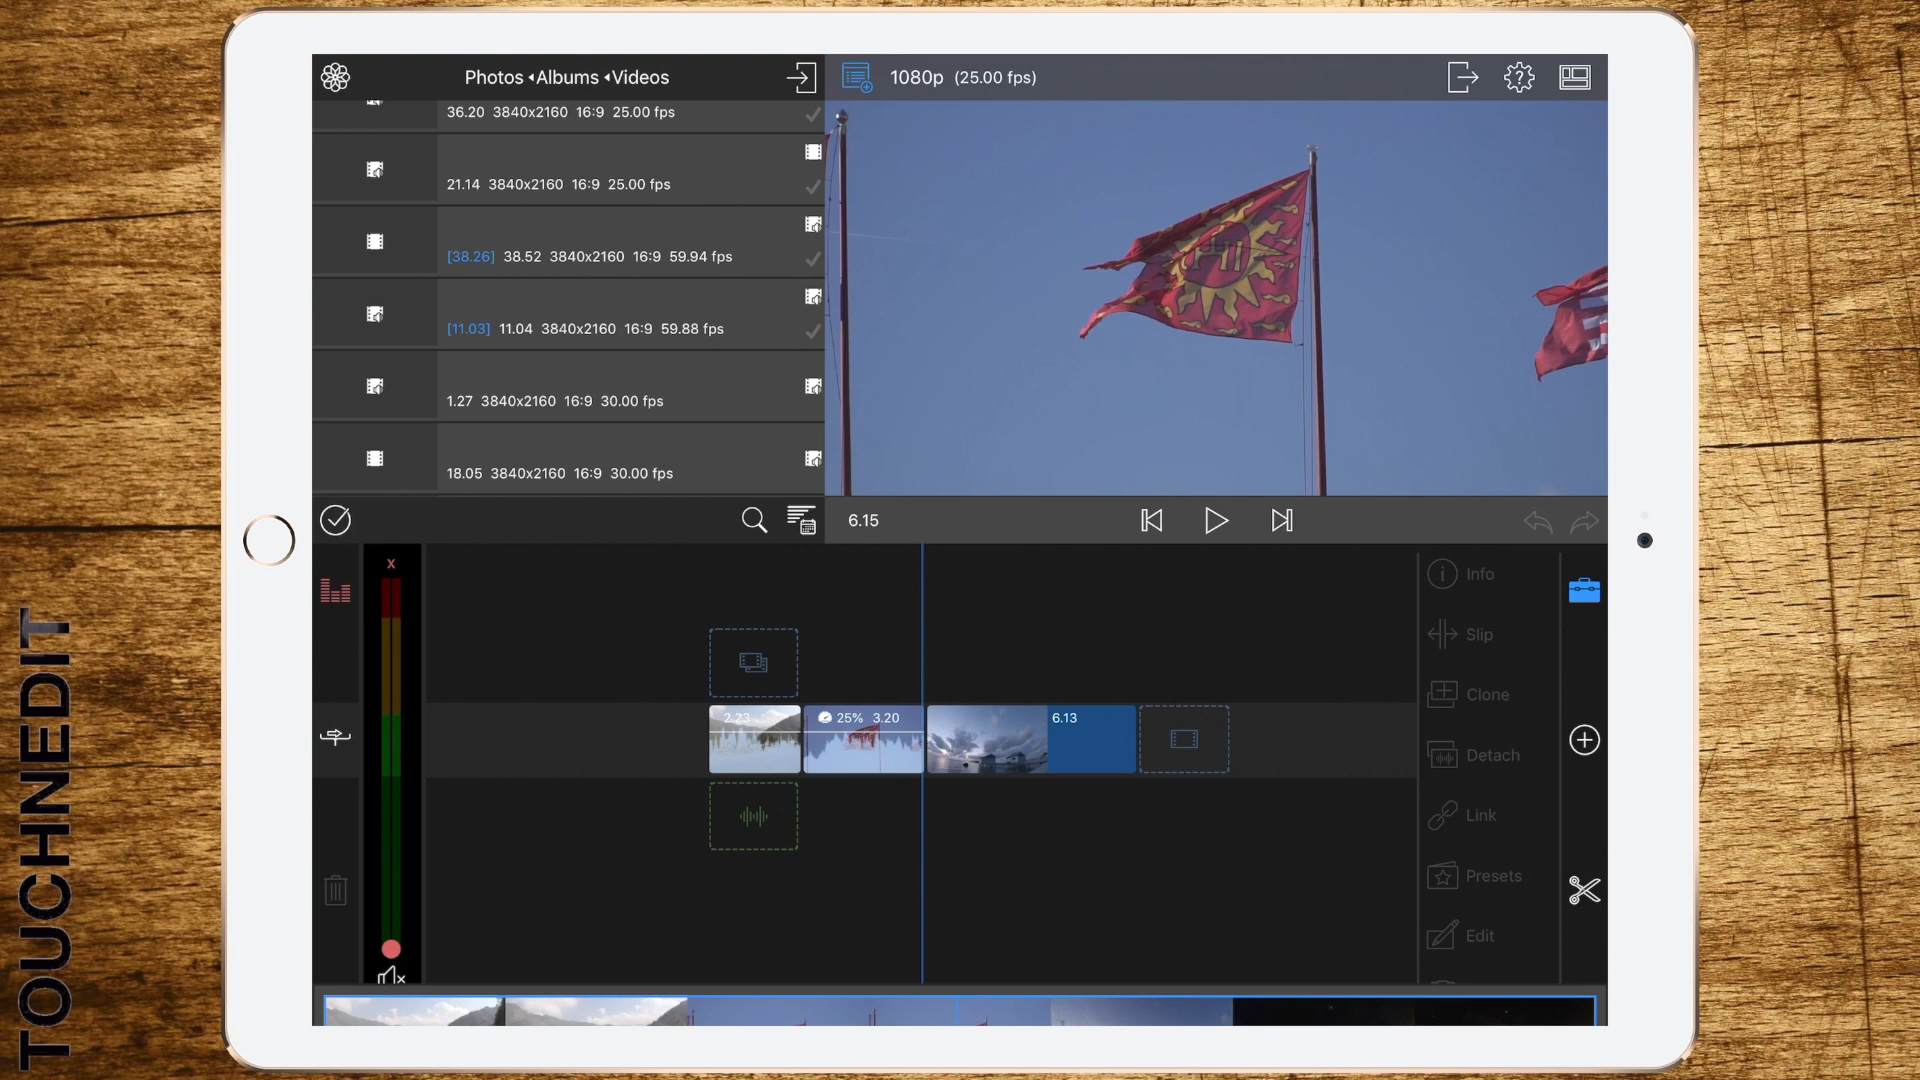 Photos ◂Albums ◂Videos
1080p (25.00 fps)
36.20 3840x2160 16:9 25.00 fps
21.14 3840x2160 16:9 25.00 fps
[38.26] 38.52 3840x2160 16:9 59.94 fps
[11.03] 11.04 3840x2160 16:9 59.88 fps
1.27 3840x2160 16:9 30.00 fps
18.05 3840x2160 16:9 30.00 fps
6.15
x
Info
Slip
Clone
2.23
25% 3.20
6.13
Detach
Link
Presets
Edit
TOUCHNEDIT